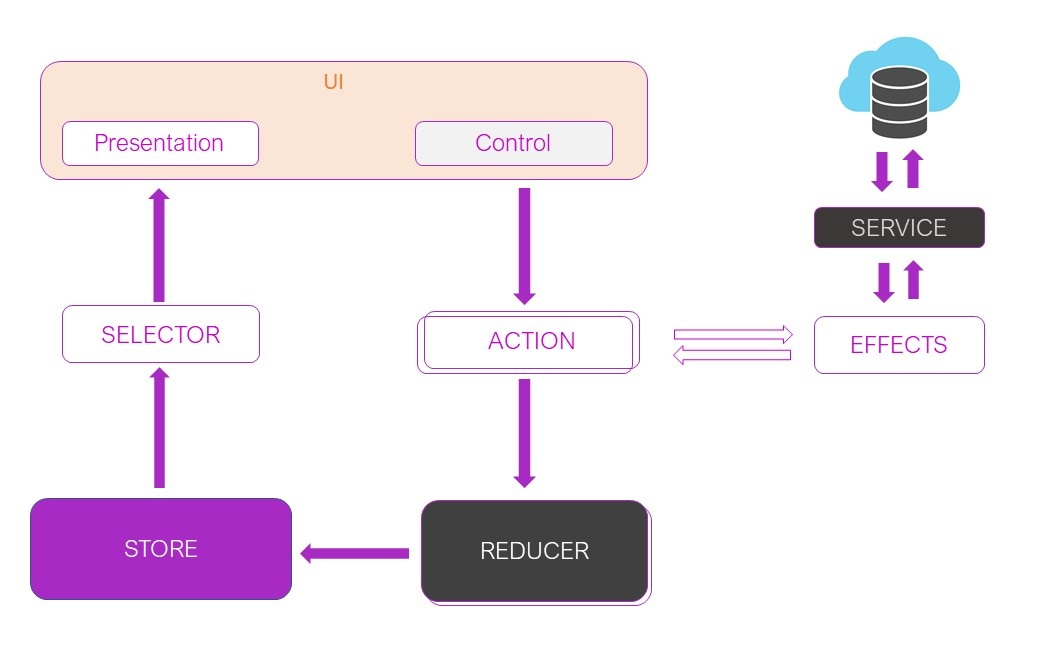 UI
Presentation
Control
SERVICE
SELECTOR
ACTION
EFFECTS
STORE
REDUCER